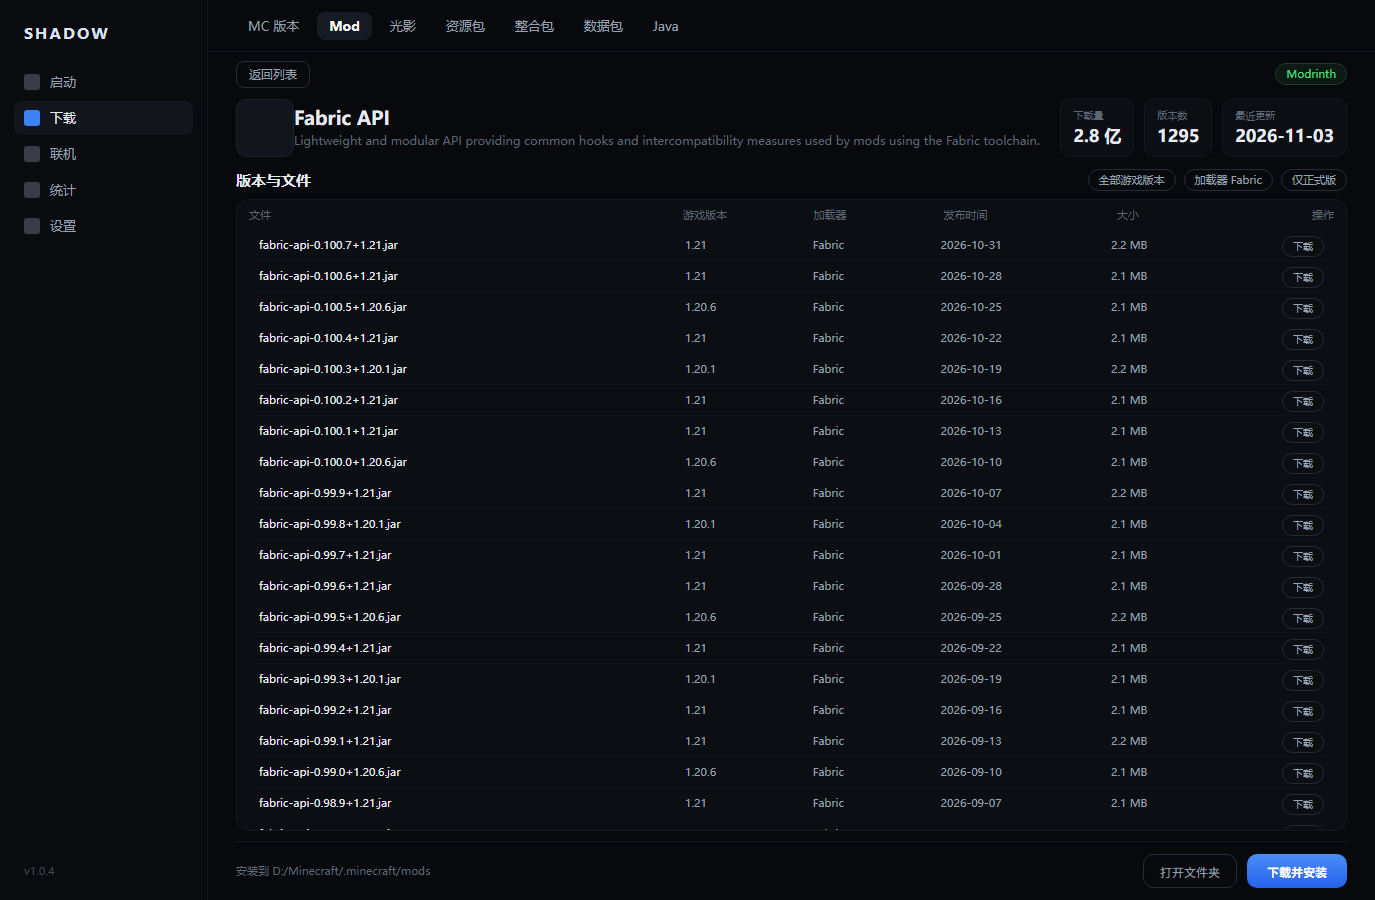 SHADOW
启动
下载
联机
统计
设置
v1.0.4
MC 版本 Mod 光影 资源包 整合包 数据包 Java
返回列表 Modrinth
Fabric API
Lightweight and modular API providing common hooks and intercompatibility measures used by mods using the Fabric toolchain.
下载量 版本数 最近更新
2.8 亿 1295 2026-11-03
版本与文件 全部游戏版本 加载器 Fabric 仅正式版
文件 游戏版本 加载器 发布时间 大小 操作
fabric-api-0.100.7+1.21.jar 1.21 Fabric 2026-10-31 2.2 MB 下载
fabric-api-0.100.6+1.21.jar 1.21 Fabric 2026-10-28 2.1 MB 下载
fabric-api-0.100.5+1.20.6.jar 1.20.6 Fabric 2026-10-25 2.1 MB 下载
fabric-api-0.100.4+1.21.jar 1.21 Fabric 2026-10-22 2.1 MB 下载
fabric-api-0.100.3+1.20.1.jar 1.20.1 Fabric 2026-10-19 2.2 MB 下载
fabric-api-0.100.2+1.21.jar 1.21 Fabric 2026-10-16 2.1 MB 下载
fabric-api-0.100.1+1.21.jar 1.21 Fabric 2026-10-13 2.1 MB 下载
fabric-api-0.100.0+1.20.6.jar 1.20.6 Fabric 2026-10-10 2.1 MB 下载
fabric-api-0.99.9+1.21.jar 1.21 Fabric 2026-10-07 2.2 MB 下载
fabric-api-0.99.8+1.20.1.jar 1.20.1 Fabric 2026-10-04 2.1 MB 下载
fabric-api-0.99.7+1.21.jar 1.21 Fabric 2026-10-01 2.1 MB 下载
fabric-api-0.99.6+1.21.jar 1.21 Fabric 2026-09-28 2.1 MB 下载
fabric-api-0.99.5+1.20.6.jar 1.20.6 Fabric 2026-09-25 2.2 MB 下载
fabric-api-0.99.4+1.21.jar 1.21 Fabric 2026-09-22 2.1 MB 下载
fabric-api-0.99.3+1.20.1.jar 1.20.1 Fabric 2026-09-19 2.1 MB 下载
fabric-api-0.99.2+1.21.jar 1.21 Fabric 2026-09-16 2.1 MB 下载
fabric-api-0.99.1+1.21.jar 1.21 Fabric 2026-09-13 2.2 MB 下载
fabric-api-0.99.0+1.20.6.jar 1.20.6 Fabric 2026-09-10 2.1 MB 下载
fabric-api-0.98.9+1.21.jar 1.21 Fabric 2026-09-07 2.1 MB 下载
安装到 D:/Minecraft/.minecraft/mods 打开文件夹 下载并安装